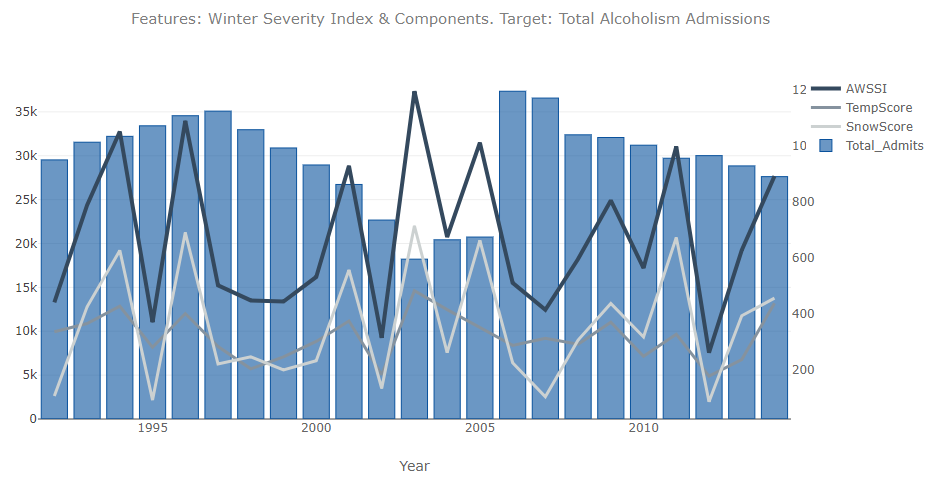 Features: Winter Severity Index & Components. Target: Total Alcoholism Admissions
35k
30k
25k
20k
15k
10k
5k
0
12
10
800
600
400
200
AWSSI
TempScore
SnowScore
Total_Admits
1995
2000
2005
2010
Year